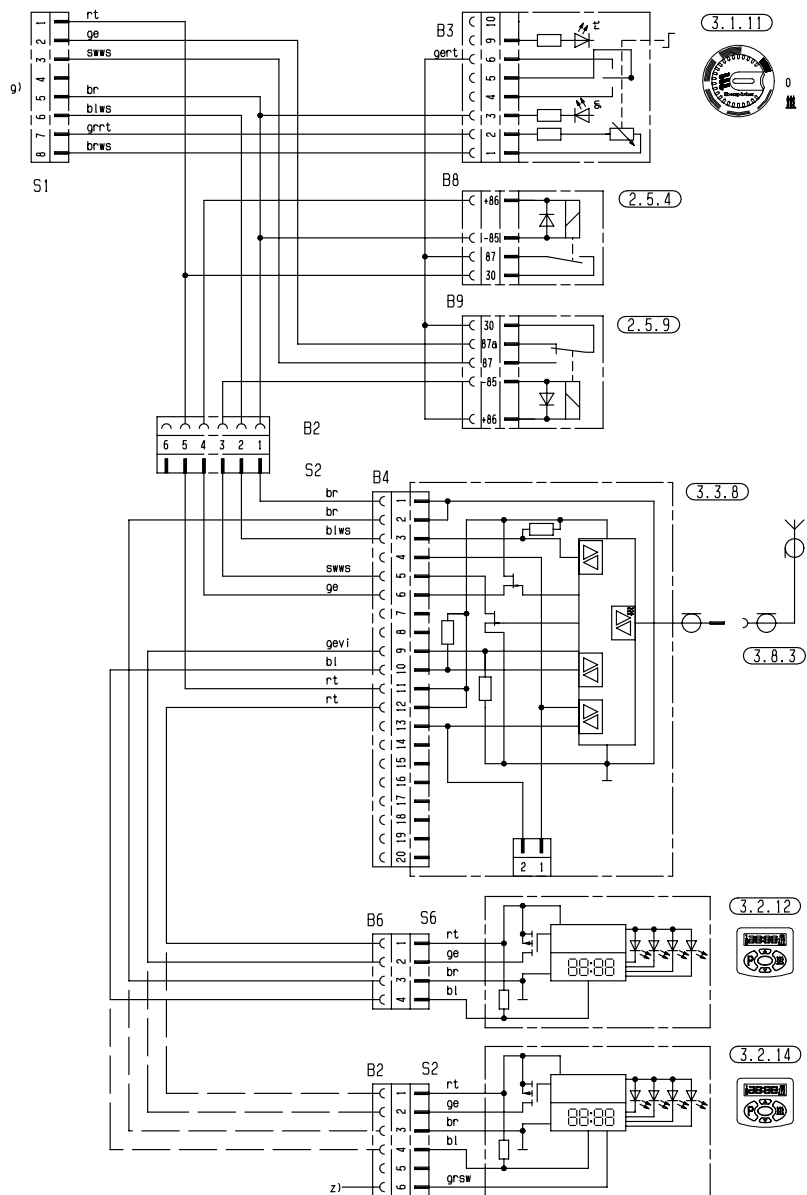 g)
1 rt
2 ge
3 swws
4
5 br
6 blws
7 grrt
8 brws
S1
B3
10
9 rt
6 gert
5
4
3
2
1
3.1.11
Eberspächer
0
B8
+86
-85
87
30
2.5.4
B9
30
87a
87
-85
+86
2.5.9
6 5 4 3 2 1
B2
S2
B4
br 1
br 2
blws 3
4
swws 5
ge 6
7
8
gevi 9
bl 10
rt 11
rt 12
13
14
15
16
17
18
19
20
2 1
3.3.8
3.8.3
B6
S6
1 rt
2 ge
3 br
4 bl
88:88
3.2.12
P
B2
S2
1 rt
2 ge
3 br
4 bl
5
z) 6 grsw
88:88
3.2.14
P